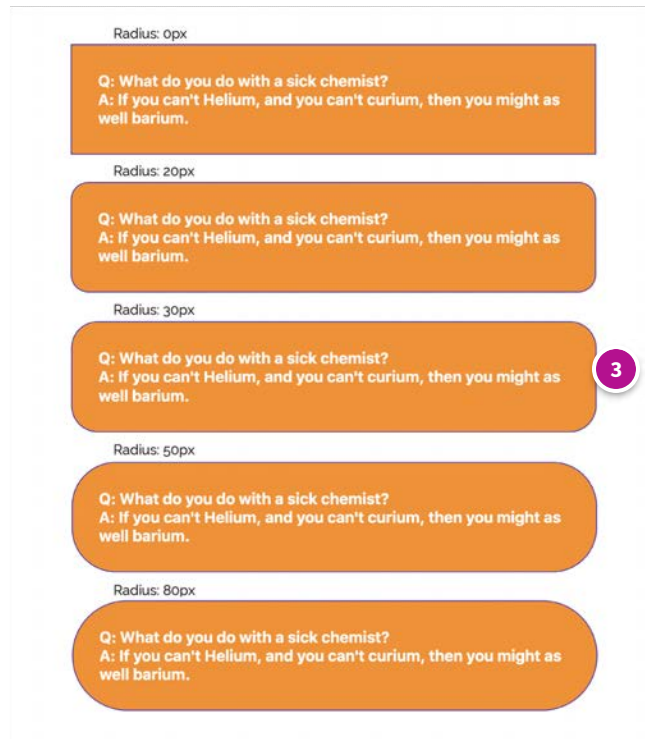 Radius: 0px
Q: What do you do with a sick chemist?
A: If you can't Helium, and you can't curium, then you might as
well barium.
Radius: 20px
Q: What do you do with a sick chemist?
A: If you can't Helium, and you can't curium, then you might as
well barium.
Radius: 30px
Q: What do you do with a sick chemist?
A: If you can't Helium, and you can't curium, then you might as
well barium.
3
Radius: 50px
Q: What do you do with a sick chemist?
A: If you can't Helium, and you can't curium, then you might as
well barium.
Radius: 80px
Q: What do you do with a sick chemist?
A: If you can't Helium, and you can't curium, then you might as
well barium.